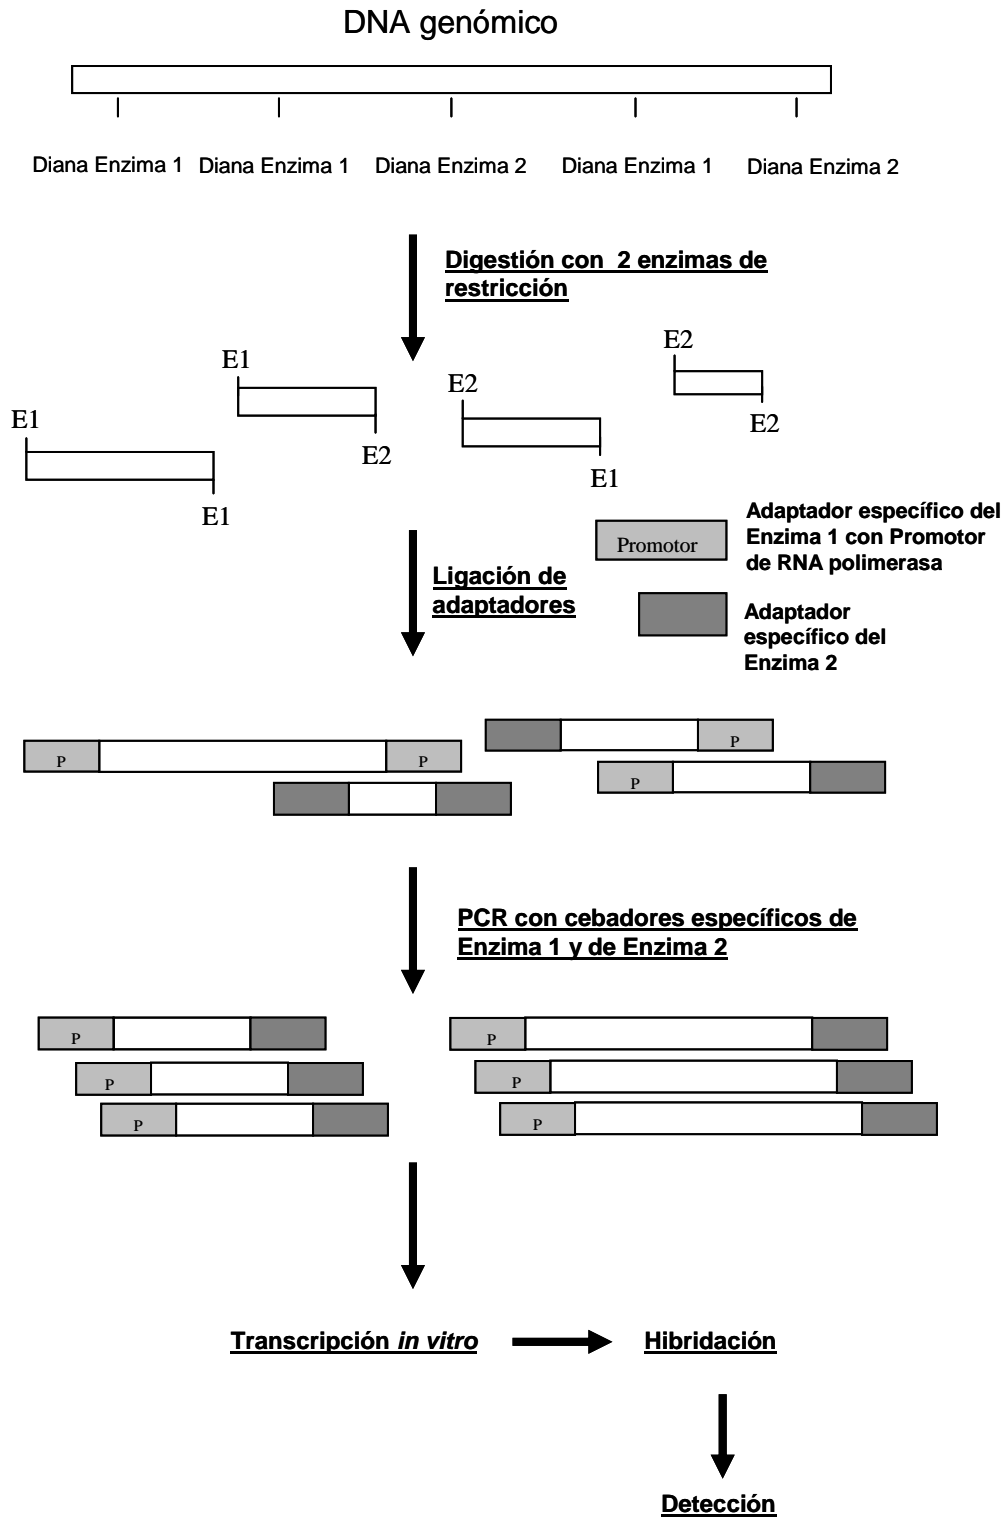 DNA genómico
Diana Enzima 1 Diana Enzima 1 Diana Enzima 2 Diana Enzima 1 Diana Enzima 2
Digestión con 2 enzimas de
restricción
E1
E1
E1
E2
E2
E1
E2
E2
Ligación de
adaptadores
Promotor
Adaptador específico del
Enzima 1 con Promotor
de RNA polimerasa
Adaptador
específico del
Enzima 2
P
P
P
P
PCR con cebadores específicos de
Enzima 1 y de Enzima 2
P
P
P
P
P
P
Transcripción in vitro
Hibridación
Detección